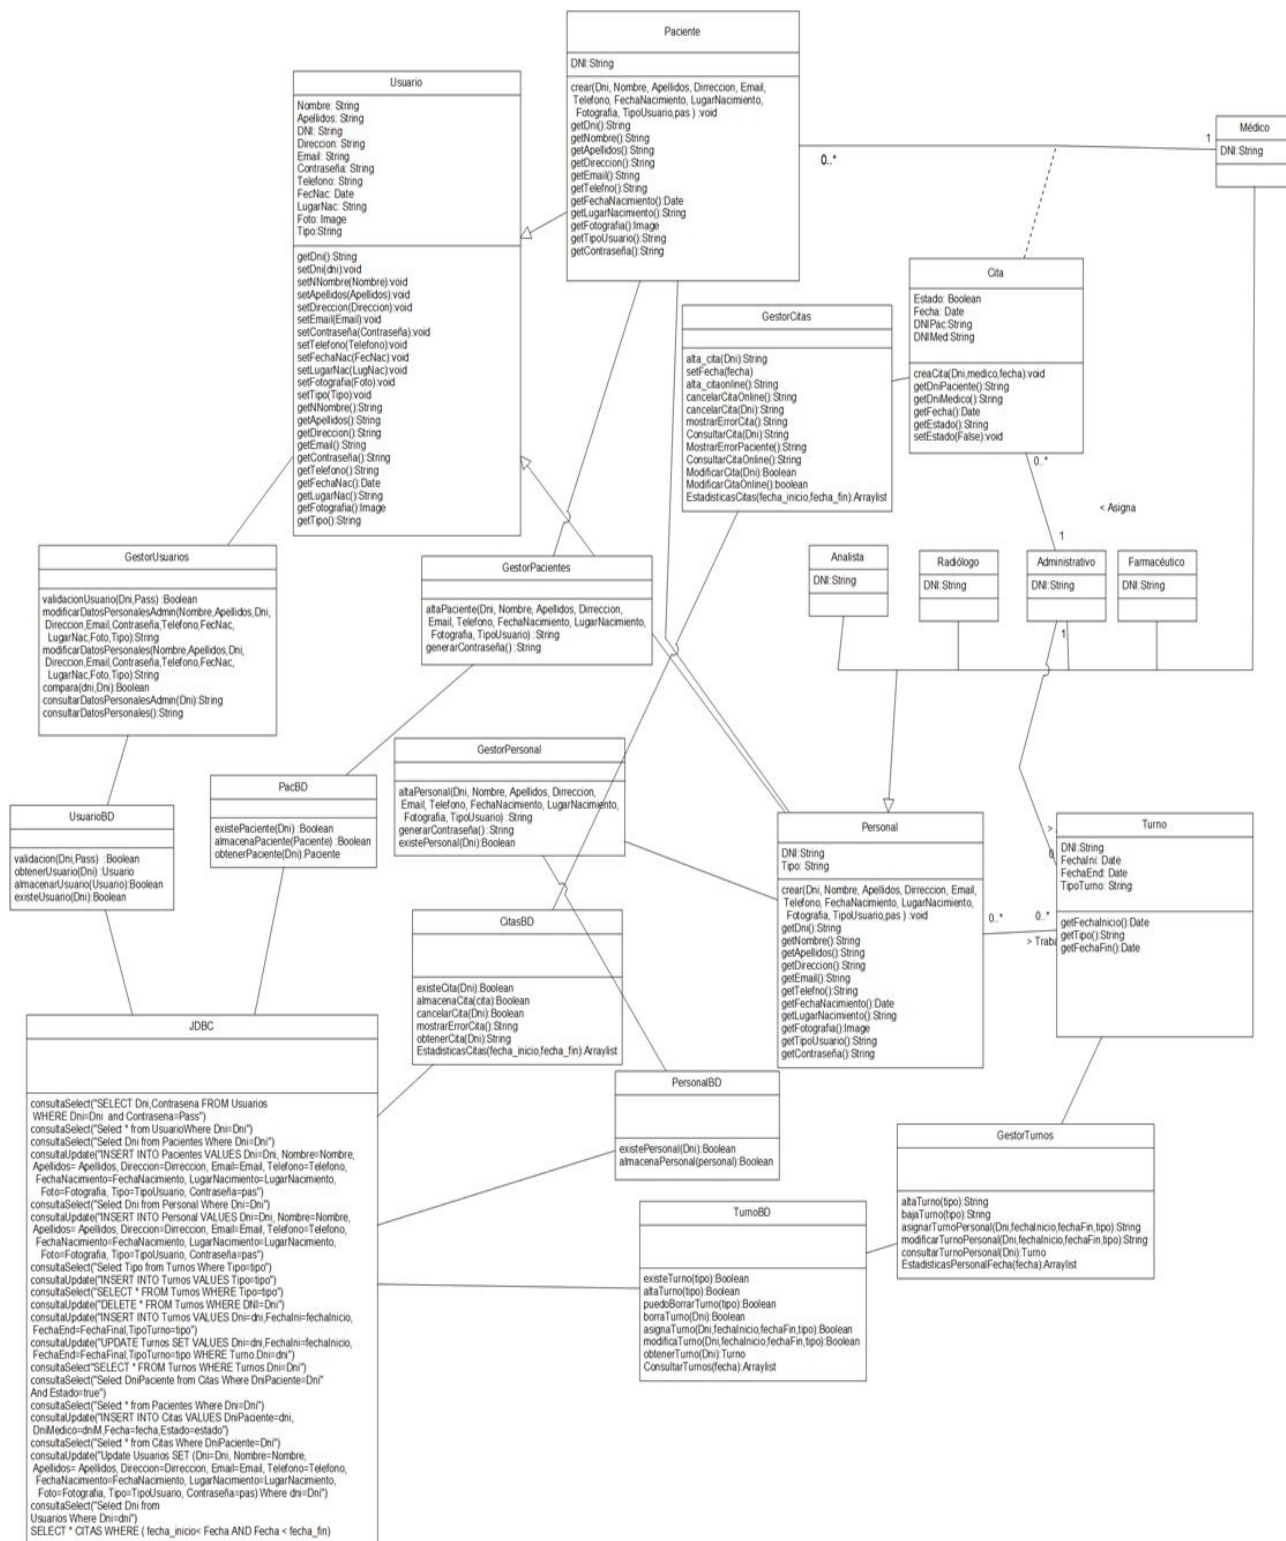 Paciente
DNI:String
crear(Dni, Nombre, Apellidos, Dirreccion, Email,
Telefono, FechaNacimiento, LugarNacimiento,
Fotografia, TipoUsuario,pas ) :void
getDni():String
getNombre():String
getApellidos():String
getDireccion():String
getEmail():String
getTelefno():String
getFechaNacimiento():Date
getLugarNacimiento():String
getFotografia():Image
getTipoUsuario():String
getContraseña():String
Usuario
Nombre: String
Apellidos: String
DNI: String
Direccion: String
Email: String
Contraseña: String
Telefono: String
FecNac: Date
LugarNac: String
Foto: Image
Tipo:String
getDni():String
setDni(dni):void
setNNombre(Nombre):void
setApellidos(Apellidos):void
setDireccion(Direccion):void
setEmail(Email):void
setContraseña(Contraseña):void
setTelefono(Telefono):void
setFechaNac(FecNac):void
setLugarNac(LugNac):void
setFotografia(Foto):void
setTipo(Tipo):void
getNNombre():String
getApellidos():String
getDireccion():String
getEmail():String
getContraseña():String
getTelefono():String
getFechaNac():Date
getLugarNac():String
getFotografia():Image
getTipo():String
0..*
1
Médico
DNI:String
Cita
Estado: Boolean
Fecha: Date
DNIPac:String
DNIMed:String
creaCita(Dni,medico,fecha):void
getDniPaciente():String
getDniMedico():String
getFecha():Date
getEstado():String
setEstado(False):void
0..*
< Asigna
1
GestorCitas
alta_cita(Dni):String
setFecha(fecha)
alta_citaonline():String
cancelarCitaOnline():String
cancelarCita(Dni):String
mostrarErrorCita():String
ConsultarCita(Dni):String
MostrarErrorPaciente():String
ConsultarCitaOnline():String
ModificarCita(Dni):Boolean
ModificarCitaOnline():boolean
EstadisticasCitas(fecha_inicio,fecha_fin):Arraylist
GestorUsuarios
validacionUsuario(Dni,Pass) :Boolean
modificarDatosPersonalesAdmin(Nombre,Apellidos,Dni,
Direccion,Email,Contraseña,Telefono,FecNac,
LugarNac,Foto,Tipo):String
modificarDatosPersonales(Nombre,Apellidos,Dni,
Direccion,Email,Contraseña,Telefono,FecNac,
LugarNac,Foto,Tipo):String
compara(dni,Dni):Boolean
consultarDatosPersonalesAdmin(Dni):String
consultarDatosPersonales():String
GestorPacientes
altaPaciente(Dni, Nombre, Apellidos, Dirreccion,
Email, Telefono, FechaNacimiento, LugarNacimiento,
Fotografia, TipoUsuario) : String
generarContraseña() : String
Analista
DNI:String
Radiólogo
DNI:String
Administrativo
DNI:String
Farmacéutico
DNI:String
1
GestorPersonal
altaPersonal(Dni, Nombre, Apellidos, Dirreccion,
Email, Telefono, FechaNacimiento, LugarNacimiento,
Fotografia, TipoUsuario) : String
generarContraseña() : String
existePersonal(Dni):Boolean
PacBD
existePaciente(Dni) :Boolean
almacenaPaciente(Paciente) :Boolean
obtenerPaciente(Dni):Paciente
UsuarioBD
validacion(Dni,Pass) :Boolean
obtenerUsuario(Dni) :Usuario
almacenarUsuario(Usuario):Boolean
existeUsuario(Dni):Boolean
Personal
DNI:String
Tipo: String
crear(Dni, Nombre, Apellidos, Dirreccion, Email,
Telefono, FechaNacimiento, LugarNacimiento,
Fotografia, TipoUsuario,pas ) :void
getDni():String
getNombre():String
getApellidos():String
getDireccion():String
getEmail():String
getTelefno():String
getFechaNacimiento():Date
getLugarNacimiento():String
getFotografia():Image
getTipoUsuario():String
getContraseña():String
0..*
0..*
> Traba
>
0
Turno
DNI:String
FechaIni: Date
FechaEnd: Date
TipoTurno: String
getFechaInicio():Date
getTipo():String
getFechaFin():Date
CitasBD
existeCita(Dni):Boolean
almacenaCita(cita):Boolean
cancelarCita(Dni):Boolean
mostrarErrorCita():String
obtenerCita(Dni):String
EstadisticasCitas(fecha_inicio,fecha_fin):Arraylist
JDBC
consultaSelect("SELECT Dni,Contrasena FROM Usuarios
WHERE Dni=Dni and Contrasena=Pass")
consultaSelect("Select * from UsuarioWhere Dni=Dni")
consultaSelect("Select Dni from Pacientes Where Dni=Dni")
consultaUpdate("INSERT INTO Pacientes VALUES Dni=Dni, Nombre=Nombre,
Apellidos= Apellidos, Direccion=Dirreccion, Email=Email, Telefono=Telefono,
FechaNacimiento=FechaNacimiento, LugarNacimiento=LugarNacimiento,
Foto=Fotografia, Tipo=TipoUsuario, Contraseña=pas")
consultaSelect("Select Dni from Personal Where Dni=Dni")
consultaUpdate("INSERT INTO Personal VALUES Dni=Dni, Nombre=Nombre,
Apellidos= Apellidos, Direccion=Dirreccion, Email=Email, Telefono=Telefono,
FechaNacimiento=FechaNacimiento, LugarNacimiento=LugarNacimiento,
Foto=Fotografia, Tipo=TipoUsuario, Contraseña=pas")
consultaSelect("Select Tipo from Turnos Where Tipo=tipo")
consultaUpdate("INSERT INTO Turnos VALUES Tipo=tipo")
consultaSelect("SELECT * FROM Turnos WHERE Tipo=tipo")
consultaUpdate("DELETE * FROM Turnos WHERE DNI=Dni")
consultaUpdate("INSERT INTO Turnos VALUES Dni=dni,FechaIni=fechaInicio,
FechaEnd=FechaFinal,TipoTurno=tipo")
consultaUpdate("UPDATE Turnos SET VALUES Dni=dni,FechaIni=fechaInicio,
FechaEnd=FechaFinal,TipoTurno=tipo WHERE Turno.Dni=dni")
consultaSelect"SELECT * FROM Turnos WHERE Turnos.Dni=Dni")
consultaSelect("Select DniPaciente from Citas Where DniPaciente=Dni"
And Estado=true")
consultaSelect("Select * from Pacientes Where Dni=Dni")
consultaUpdate("INSERT INTO Citas VALUES DniPaciente=dni,
DniMedico=dniM,Fecha=fecha,Estado=estado")
consultaSelect("Select * from Citas Where DniPaciente=Dni")
consultaUpdate("Update Usuarios SET (Dni=Dni, Nombre=Nombre,
Apellidos= Apellidos, Direccion=Dirreccion, Email=Email, Telefono=Telefono,
FechaNacimiento=FechaNacimiento, LugarNacimiento=LugarNacimiento,
Foto=Fotografia, Tipo=TipoUsuario, Contraseña=pas) Where dni=Dni")
consultaSelect("Select Dni from
Usuarios Where Dni=dni")
SELECT * CITAS WHERE ( fecha_inicio< Fecha AND Fecha < fecha_fin)
PersonalBD
existePersonal(Dni):Boolean
almacenaPersonal(personal):Boolean
GestorTurnos
altaTurno(tipo):String
bajaTurno(tipo):String
asignarTurnoPersonal(Dni,fechaInicio,fechaFin,tipo):String
modificarTurnoPersonal(Dni,fechaInicio,fechaFin,tipo):String
consultarTurnoPersonal(Dni):Turno
EstadisticasPersonalFecha(fecha):Arraylist
TurnoBD
existeTurno(tipo):Boolean
altaTurno(tipo):Boolean
puedoBorrarTurno(tipo):Boolean
borraTurno(Dni):Boolean
asignaTurno(Dni,fechaInicio,fechaFin,tipo):Boolean
modificaTurno(Dni,fechaInicio,fechaFin,tipo):Boolean
obtenerTurno(Dni):Turno
ConsultarTurnos(fecha):Arraylist